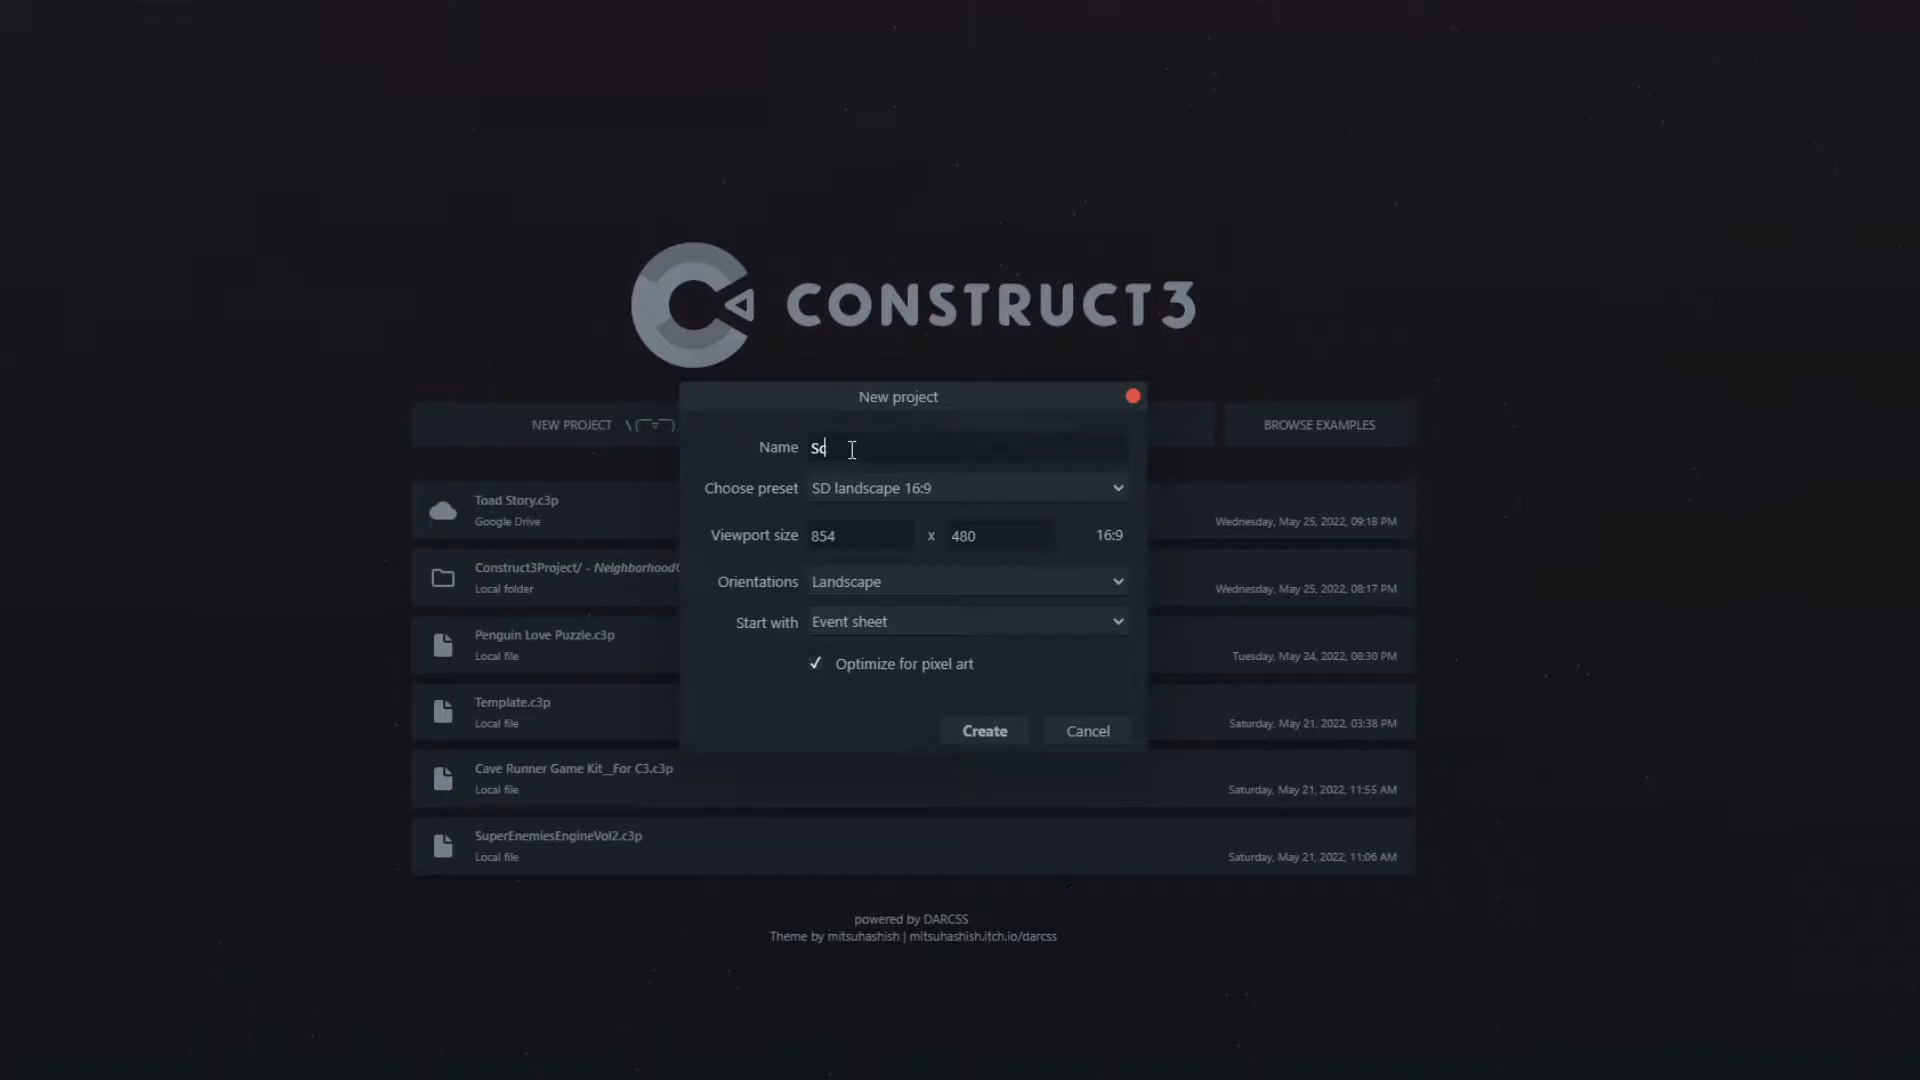 CONSTRUCT 3
NEW PROJECT
BROWSE EXAMPLES
New project
Name Sc
Choose preset SD landscape 16:9
Viewport size 854 x 480 16:9
Orientations Landscape
Start with Event sheet
✓ Optimize for pixel art
Create Cancel
Toad Story.c3p
Google Drive Wednesday, May 25, 2022, 09:18 PM
Construct3Project/ - Neighborhood
Local folder Wednesday, May 25, 2022, 08:17 PM
Penguin Love Puzzle.c3p
Local file Tuesday, May 24, 2022, 08:30 PM
Template.c3p
Local file Saturday, May 21, 2022, 03:38 PM
Cave Runner Game Kit_For C3.c3p
Local file Saturday, May 21, 2022, 11:55 AM
SuperEnemiesEngineVol2.c3p
Local file Saturday, May 21, 2022, 11:06 AM
powered by DARCSS
Theme by mitsuhashish | mitsuhashish.itch.io/darcss